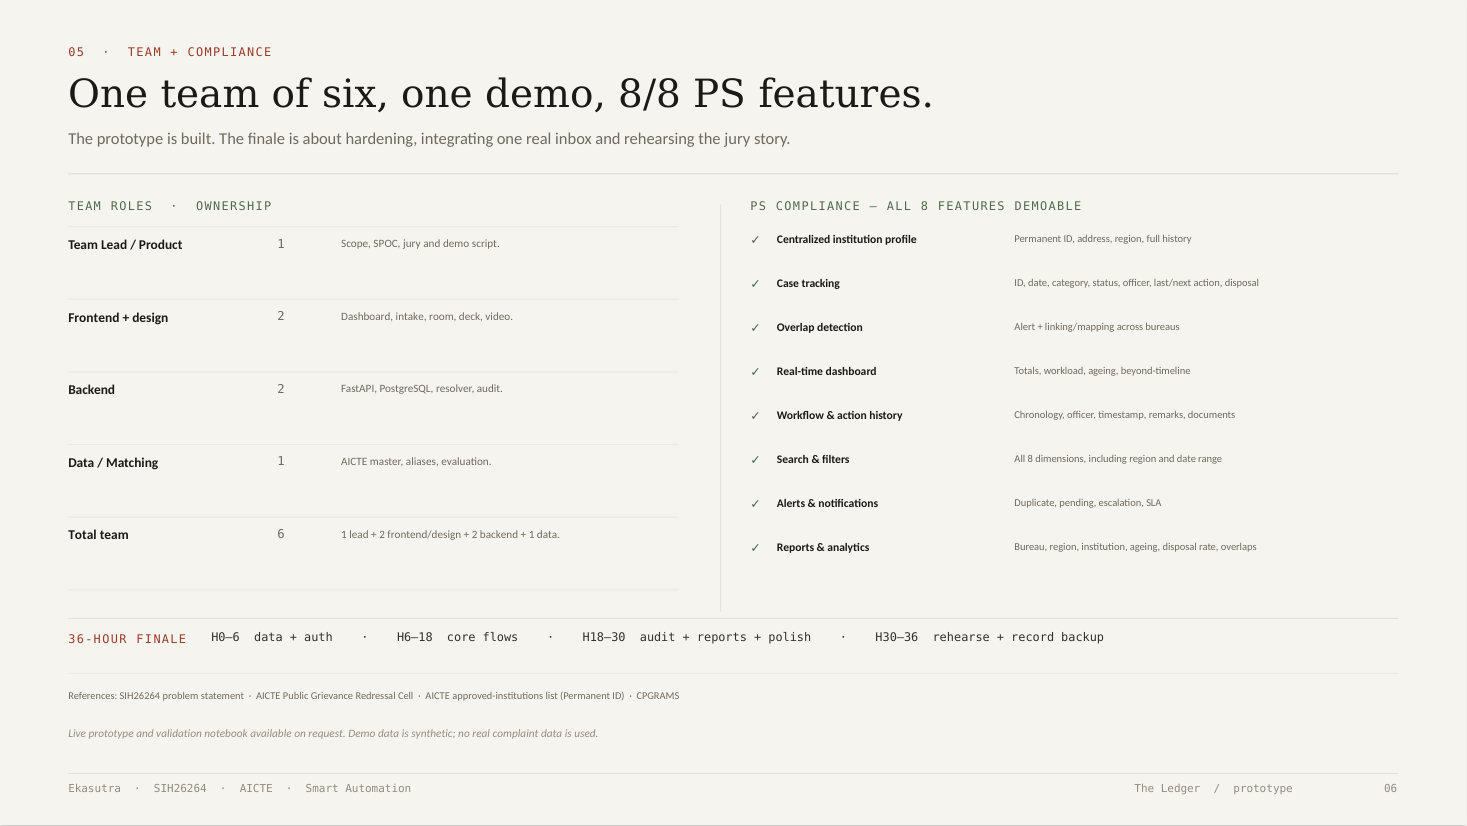 05 · TEAM + COMPLIANCE
One team of six, one demo, 8/8 PS features.
The prototype is built. The finale is about hardening, integrating one real inbox and rehearsing the jury story.
TEAM ROLES · OWNERSHIP
Team Lead / Product 1 Scope, SPOC, jury and demo script.
Frontend + design 2 Dashboard, intake, room, deck, video.
Backend 2 FastAPI, PostgreSQL, resolver, audit.
Data / Matching 1 AICTE master, aliases, evaluation.
Total team 6 1 lead + 2 frontend/design + 2 backend + 1 data.
PS COMPLIANCE — ALL 8 FEATURES DEMOABLE
✓ Centralized institution profile Permanent ID, address, region, full history
✓ Case tracking ID, date, category, status, officer, last/next action, disposal
✓ Overlap detection Alert + linking/mapping across bureaus
✓ Real-time dashboard Totals, workload, ageing, beyond-timeline
✓ Workflow & action history Chronology, officer, timestamp, remarks, documents
✓ Search & filters All 8 dimensions, including region and date range
✓ Alerts & notifications Duplicate, pending, escalation, SLA
✓ Reports & analytics Bureau, region, institution, ageing, disposal rate, overlaps
36-HOUR FINALE H0–6 data + auth · H6–18 core flows · H18–30 audit + reports + polish · H30–36 rehearse + record backup
References: SIH26264 problem statement · AICTE Public Grievance Redressal Cell · AICTE approved-institutions list (Permanent ID) · CPGRAMS
Live prototype and validation notebook available on request. Demo data is synthetic; no real complaint data is used.
Ekasutra · SIH26264 · AICTE · Smart Automation
The Ledger / prototype 06